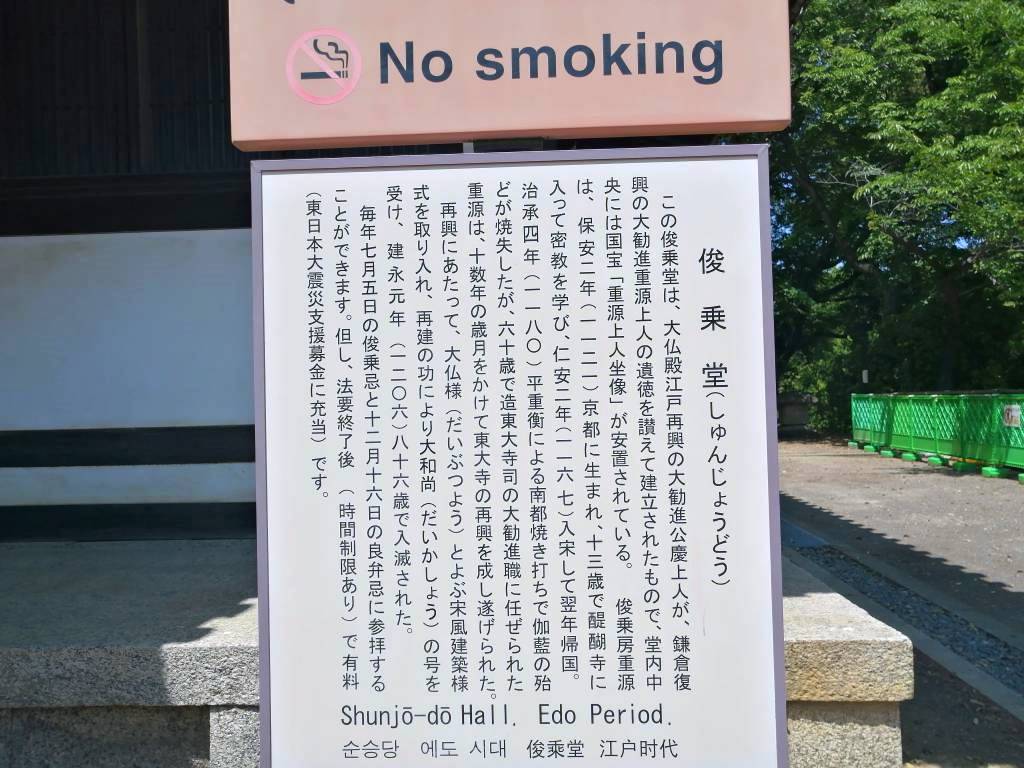 No smoking
俊乗堂(しゅんじょうどう)
この俊乗堂は、大仏殿江戸再興の大勧進公慶上人が、鎌倉復
興の大勧進重源上人の遺徳を讃えて建立されたもので、堂内中
央には国宝「重源上人坐像」が安置されている。 俊乗房重源
は、保安二年(一一二一)京都に生まれ、十三歳で醍醐寺に
入って密教を学び、仁安二年(一一六七)入宋して翌年帰国。
治承四年(一一八〇)平重衡による南都焼き打ちで伽藍の殆
どが焼失したが、六十歳で造東大寺司の大勧進職に任ぜられた
重源は、十数年の歳月をかけて東大寺の再興を成し遂げられた。
再興にあたって、大仏様(だいぶつよう)とよぶ宋風建築様
式を取り入れ、再建の功により大和尚(だいかしょう)の号を
受け、建永元年(一二〇六)八十六歳で入滅された。
毎年七月五日の俊乗忌と十二月十六日の良弁忌に参拝する
ことができます。但し、法要終了後(時間制限あり)で有料
(東日本大震災支援募金に充当)です。
Shunjō-dō Hall. Edo Period.
순승당 에도 시대 俊乘堂 江户时代